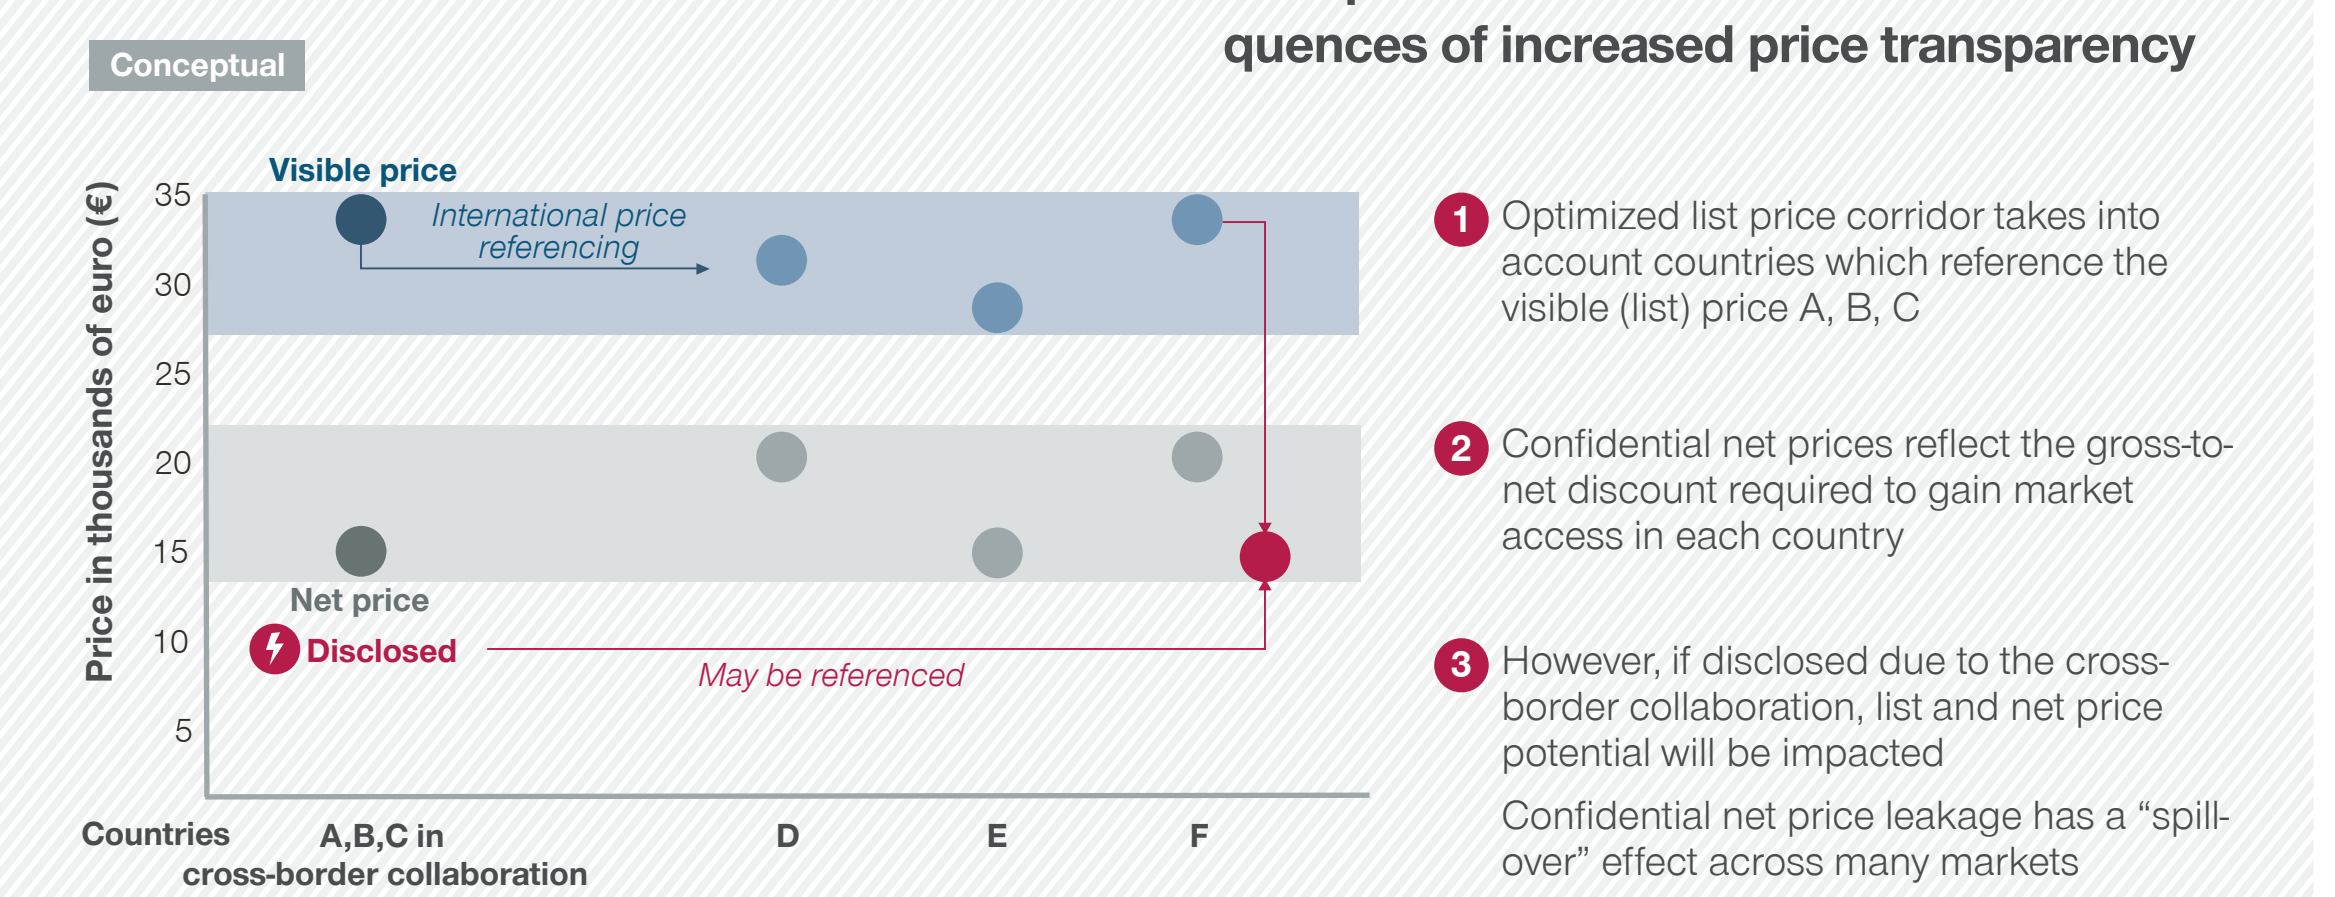 quences of increased price transparency
Conceptual
Visible price
International price
referencing
Price in thousands of euro (€)
35
30
25
20
15
10
5
Net price
Disclosed
May be referenced
Countries
A,B,C in
cross-border collaboration
D
E
F
1 Optimized list price corridor takes into
account countries which reference the
visible (list) price A, B, C
2 Confidential net prices reflect the gross-to-
net discount required to gain market
access in each country
3 However, if disclosed due to the cross-
border collaboration, list and net price
potential will be impacted
Confidential net price leakage has a “spill-
over” effect across many markets